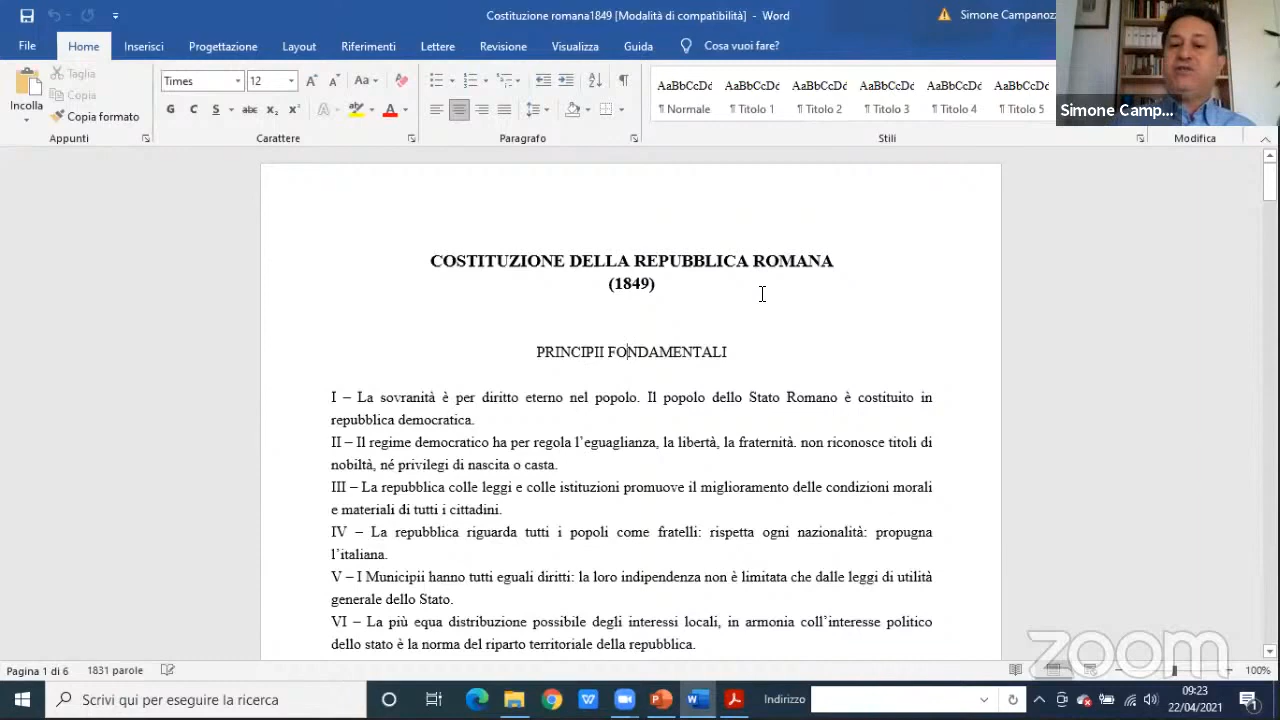 Costituzione romana1849 [Modalità di compatibilità] - Word
Simone Campanozz
File Home Inserisci Progettazione Layout Riferimenti Lettere Revisione Visualizza Guida Cosa vuoi fare?
Incolla
Taglia
Copia
Copia formato
Times 12
G C S abc x₂ x²
AaBbCcDc AaBbCcDc AaBbCcDc AaBbCcDc AaBbCcDc AaBbCcDc
¶ Normale ¶ Titolo 1 ¶ Titolo 2 ¶ Titolo 3 ¶ Titolo 4 ¶ Titolo 5
Simone Camp...
Appunti Carattere Paragrafo Stili Modifica
COSTITUZIONE DELLA REPUBBLICA ROMANA
(1849)
PRINCIPII FONDAMENTALI
I – La sovranità è per diritto eterno nel popolo. Il popolo dello Stato Romano è costituito in
repubblica democratica.
II – Il regime democratico ha per regola l’eguaglianza, la libertà, la fraternità. non riconosce titoli di
nobiltà, né privilegi di nascita o casta.
III – La repubblica colle leggi e colle istituzioni promuove il miglioramento delle condizioni morali
e materiali di tutti i cittadini.
IV – La repubblica riguarda tutti i popoli come fratelli: rispetta ogni nazionalità: propugna
l’italiana.
V – I Municipii hanno tutti eguali diritti: la loro indipendenza non è limitata che dalle leggi di utilità
generale dello Stato.
VI – La più equa distribuzione possibile degli interessi locali, in armonia coll’interesse politico
dello stato è la norma del riparto territoriale della repubblica.
zoom
Pagina 1 di 6 1831 parole 100%
Scrivi qui per eseguire la ricerca
Indirizzo
09:23
22/04/2021